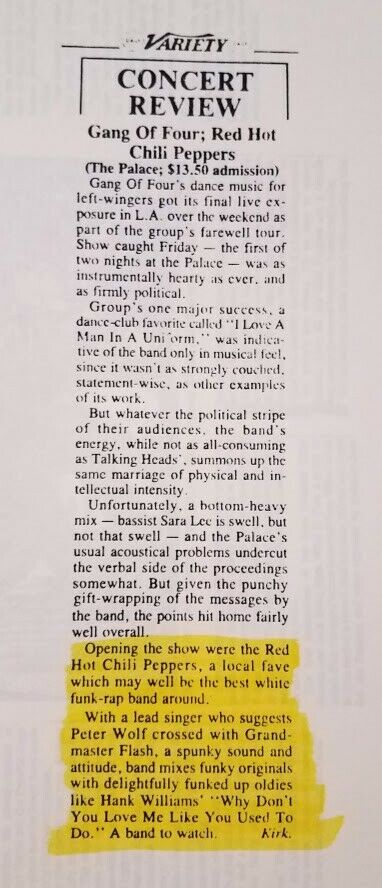 VARIETY
CONCERT
REVIEW
Gang Of Four; Red Hot
Chili Peppers
(The Palace; $13.50 admission)
Gang Of Four's dance music for
left-wingers got its final live ex-
posure in L.A. over the weekend as
part of the group's farewell tour.
Show caught Friday — the first of
two nights at the Palace — was as
instrumentally hearty as ever, and
as firmly political.
Group's one major success, a
dance-club favorite called "I Love A
Man In A Uniform," was indica-
tive of the band only in musical feel,
since it wasn't as strongly couched,
statement-wise, as other examples
of its work.
But whatever the political stripe
of their audiences, the band's
energy, while not as all-consuming
as Talking Heads', summons up the
same marriage of physical and in-
tellectual intensity.
Unfortunately, a bottom-heavy
mix — bassist Sara Lee is swell, but
not that swell — and the Palace's
usual acoustical problems undercut
the verbal side of the proceedings
somewhat. But given the punchy
gift-wrapping of the messages by
the band, the points hit home fairly
well overall.
Opening the show were the Red
Hot Chili Peppers, a local fave
which may well be the best white
funk-rap band around.
With a lead singer who suggests
Peter Wolf crossed with Grand-
master Flash, a spunky sound and
attitude, band mixes funky originals
with delightfully funked up oldies
like Hank Williams' "Why Don't
You Love Me Like You Used To
Do." A band to watch. Kirk.